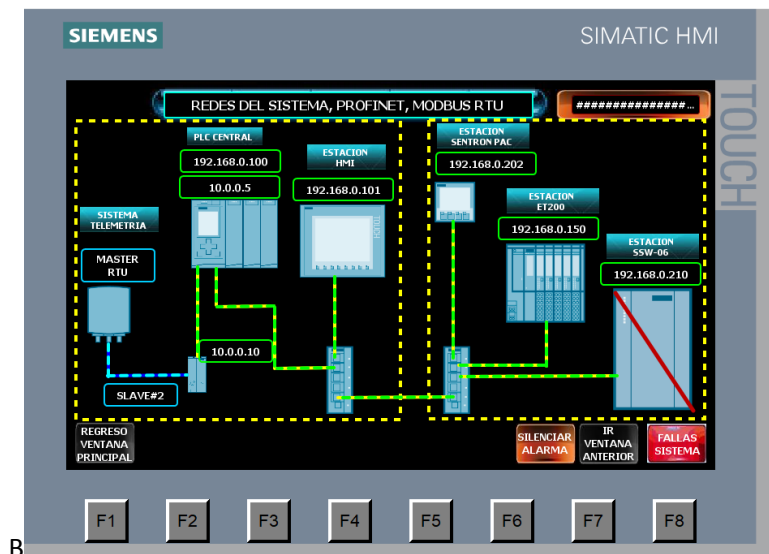 SIEMENS
SIMATIC HMI
TOUCH
REDES DEL SISTEMA, PROFINET, MODBUS RTU
###############...
PLC CENTRAL
192.168.0.100
10.0.0.5
ESTACION
HMI
192.168.0.101
SISTEMA
TELEMETRIA
MASTER
RTU
10.0.0.10
SLAVE#2
ESTACION
SENTRON PAC
192.168.0.202
ESTACION
ET200
192.168.0.150
ESTACION
SSW-06
192.168.0.210
REGRESO
VENTANA
PRINCIPAL
SILENCIAR
ALARMA
IR
VENTANA
ANTERIOR
FALLAS
SISTEMA
F1 F2 F3 F4 F5 F6 F7 F8
B